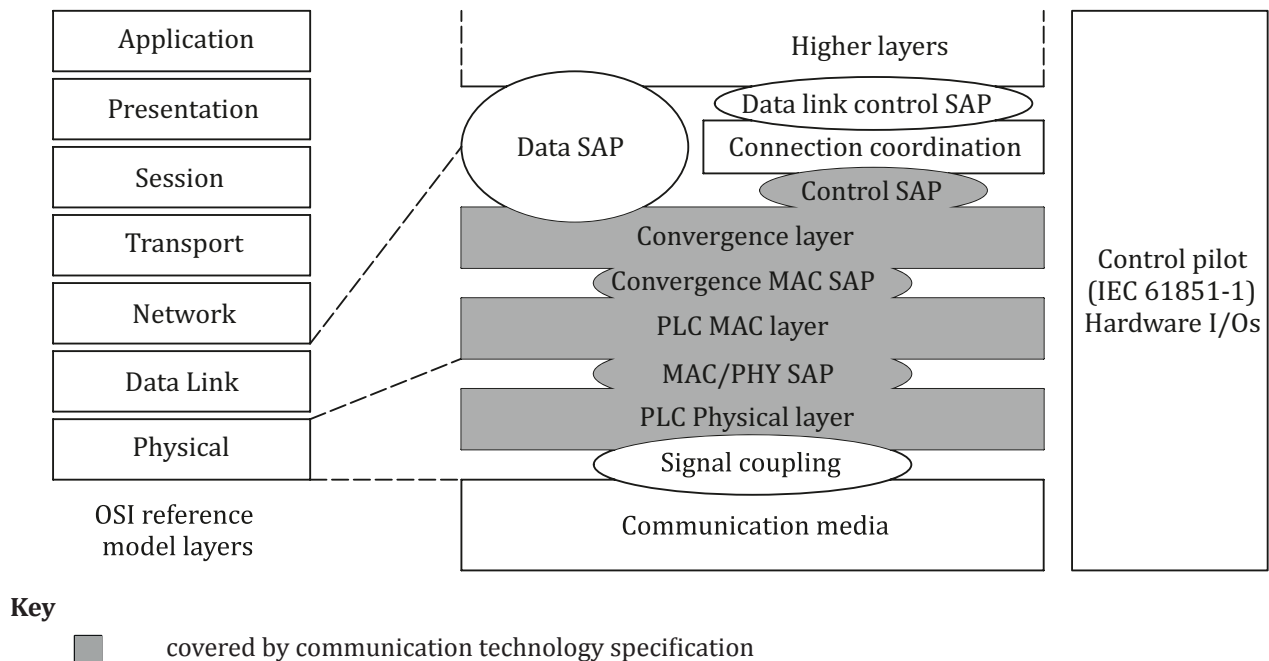 Application
Presentation
Session
Transport
Network
Data Link
Physical
OSI reference
model layers
Higher layers
Data link control SAP
Data SAP
Connection coordination
Control SAP
Convergence layer
Convergence MAC SAP
PLC MAC layer
MAC/PHY SAP
PLC Physical layer
Signal coupling
Communication media
Control pilot
(IEC 61851-1)
Hardware I/Os
Key
covered by communication technology specification